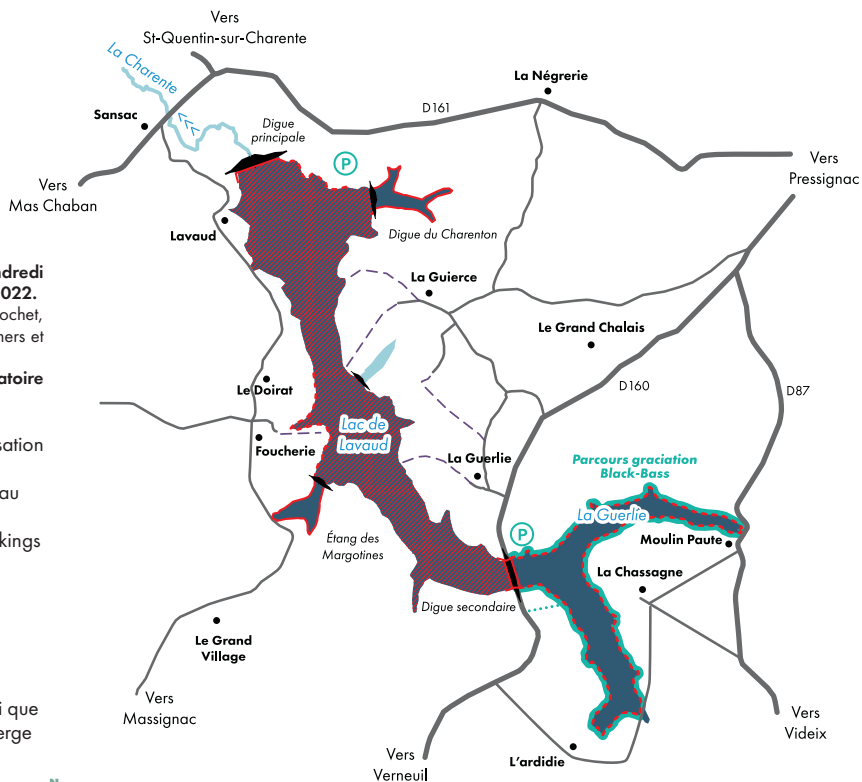 Vers
St-Quentin-sur-Charente
La Charente
La Négrerie
Sansac
D161
Digue
principale
P
Vers
Pressignac
Vers
Mas Chaban
Lavaud
Digue du Charenton
ndredi
022.
ochet,
ners et
atoire
sation
au
kings
i que
erge
La Guierce
Le Grand Chalais
Le Doirat
D160
D87
Lac de
Lavaud
Foucherie
La Guerlie
Parcours graciation
Black-Bass
La Guerlie
Moulin Paute
P
Étang des
Margotines
La Chassagne
Digue secondaire
Le Grand
Village
Vers
Massignac
Vers
Videix
L'ardidie
Vers
Verneuil